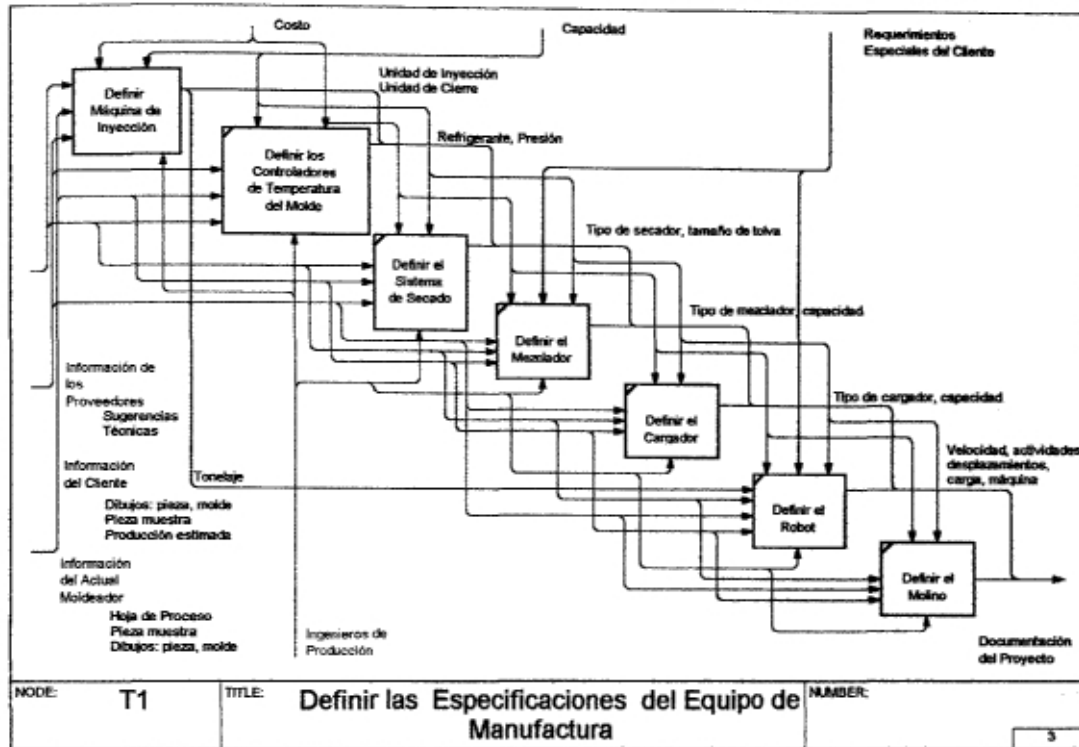 Costo
Capacidad
Requerimientos
Especiales del Cliente
Definir
Máquina de
Inyección
Unidad de Inyección
Unidad de Cierre
Refrigerante, Presión
Definir los
Controladores
de Temperatura
del Molde
Tipo de secador, tamaño de tolva
Definir el
Sistema
de Secado
Tipo de mezclador, capacidad
Definir el
Mezclador
Información de
los
Proveedores
Sugerencias
Técnicas
Tipo de cargador, capacidad
Definir el
Cargador
Información
del Cliente
Tonelaje
Velocidad, actividades
desplazamientos,
carga, máquina
Dibujos: pieza, molde
Pieza muestra
Producción estimada
Definir el
Robot
Información
del Actual
Moldeador
Definir el
Molino
Hoja de Proceso
Pieza muestra
Dibujos: pieza, molde
Ingenieros de
Producción
Documentación
del Proyecto
NODE: T1
TITLE: Definir las Especificaciones del Equipo de
Manufactura
NUMBER:
3